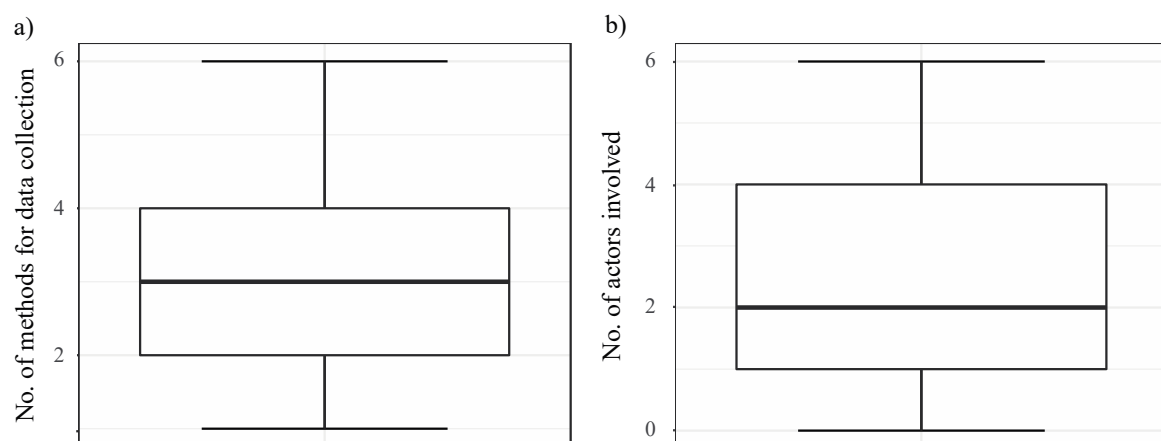 a)
No. of methods for data collection
6
4
2
b)
No. of actors involved
6
4
2
0